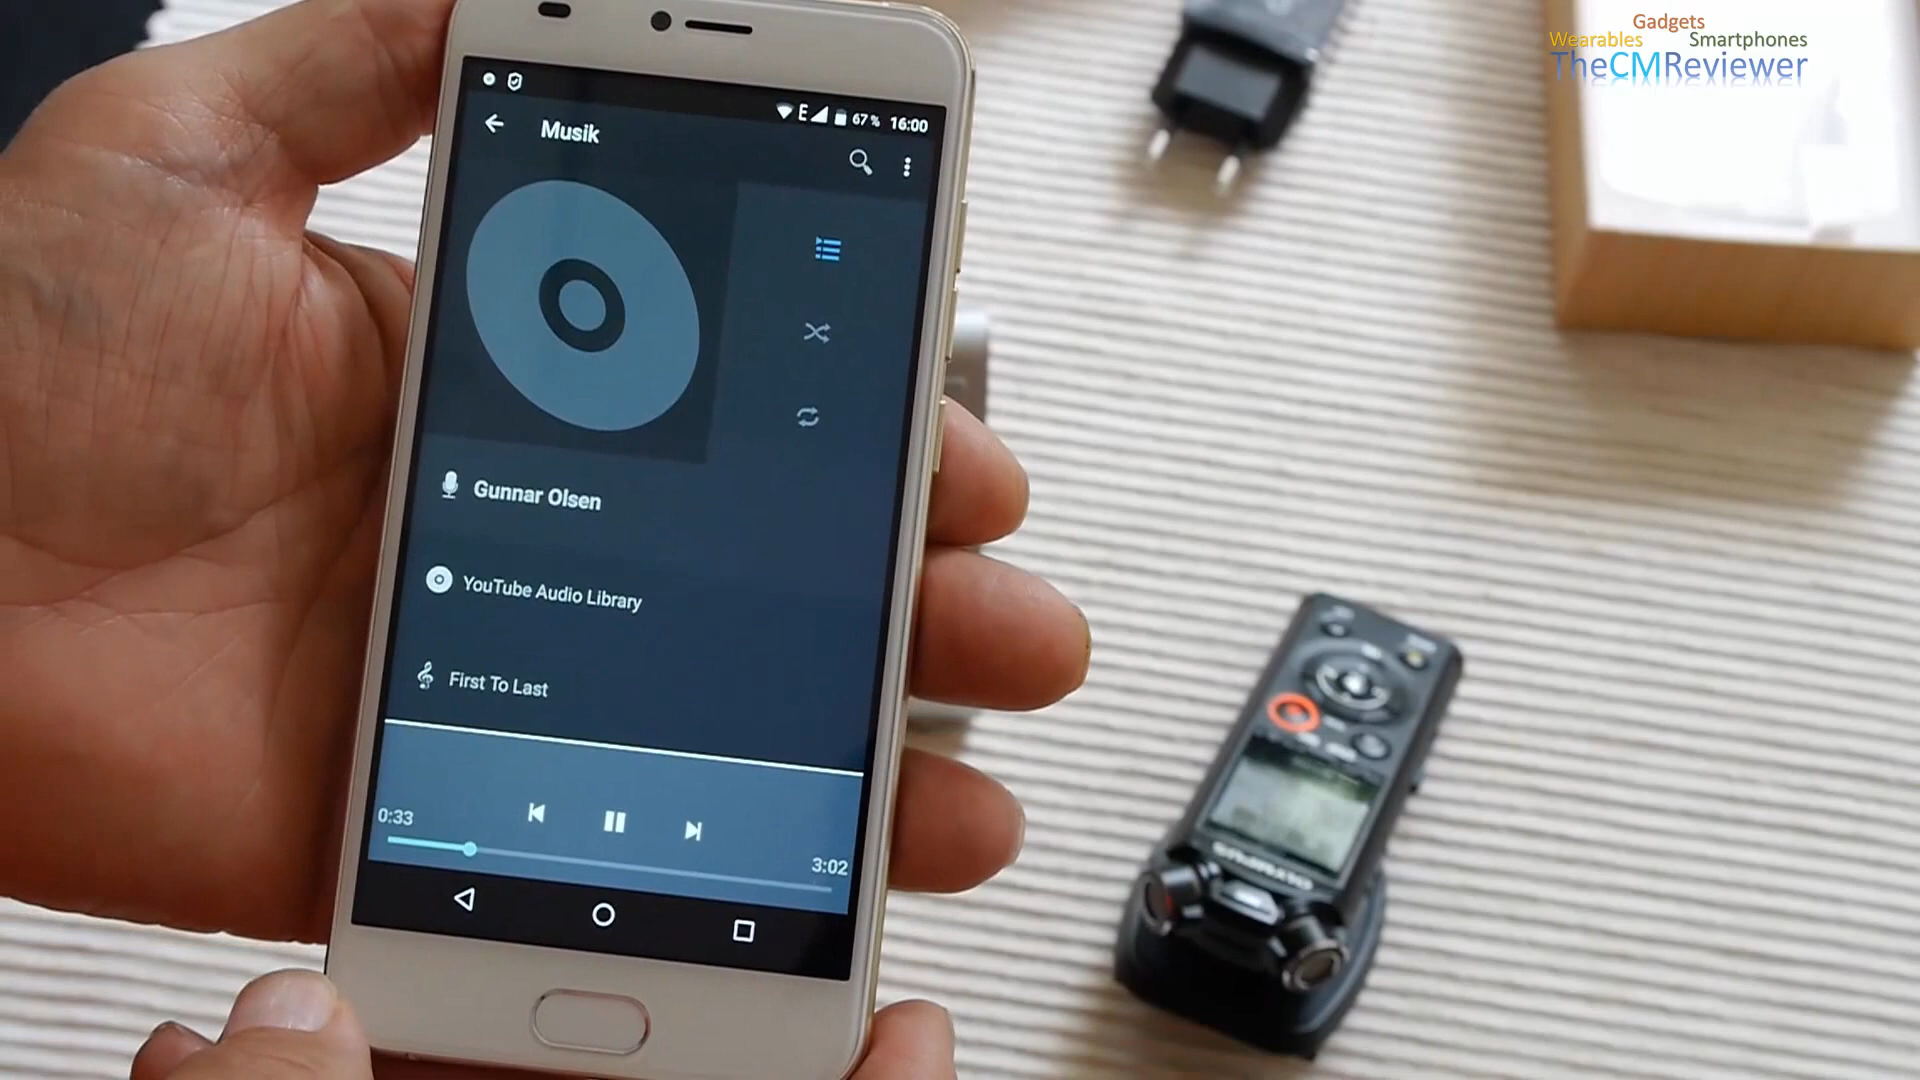 Gadgets
Wearables Smartphones
TheCMReviewer
E 67% 16:00
Musik
Gunnar Olsen
YouTube Audio Library
First To Last
0:33
3:02
OLYMPUS